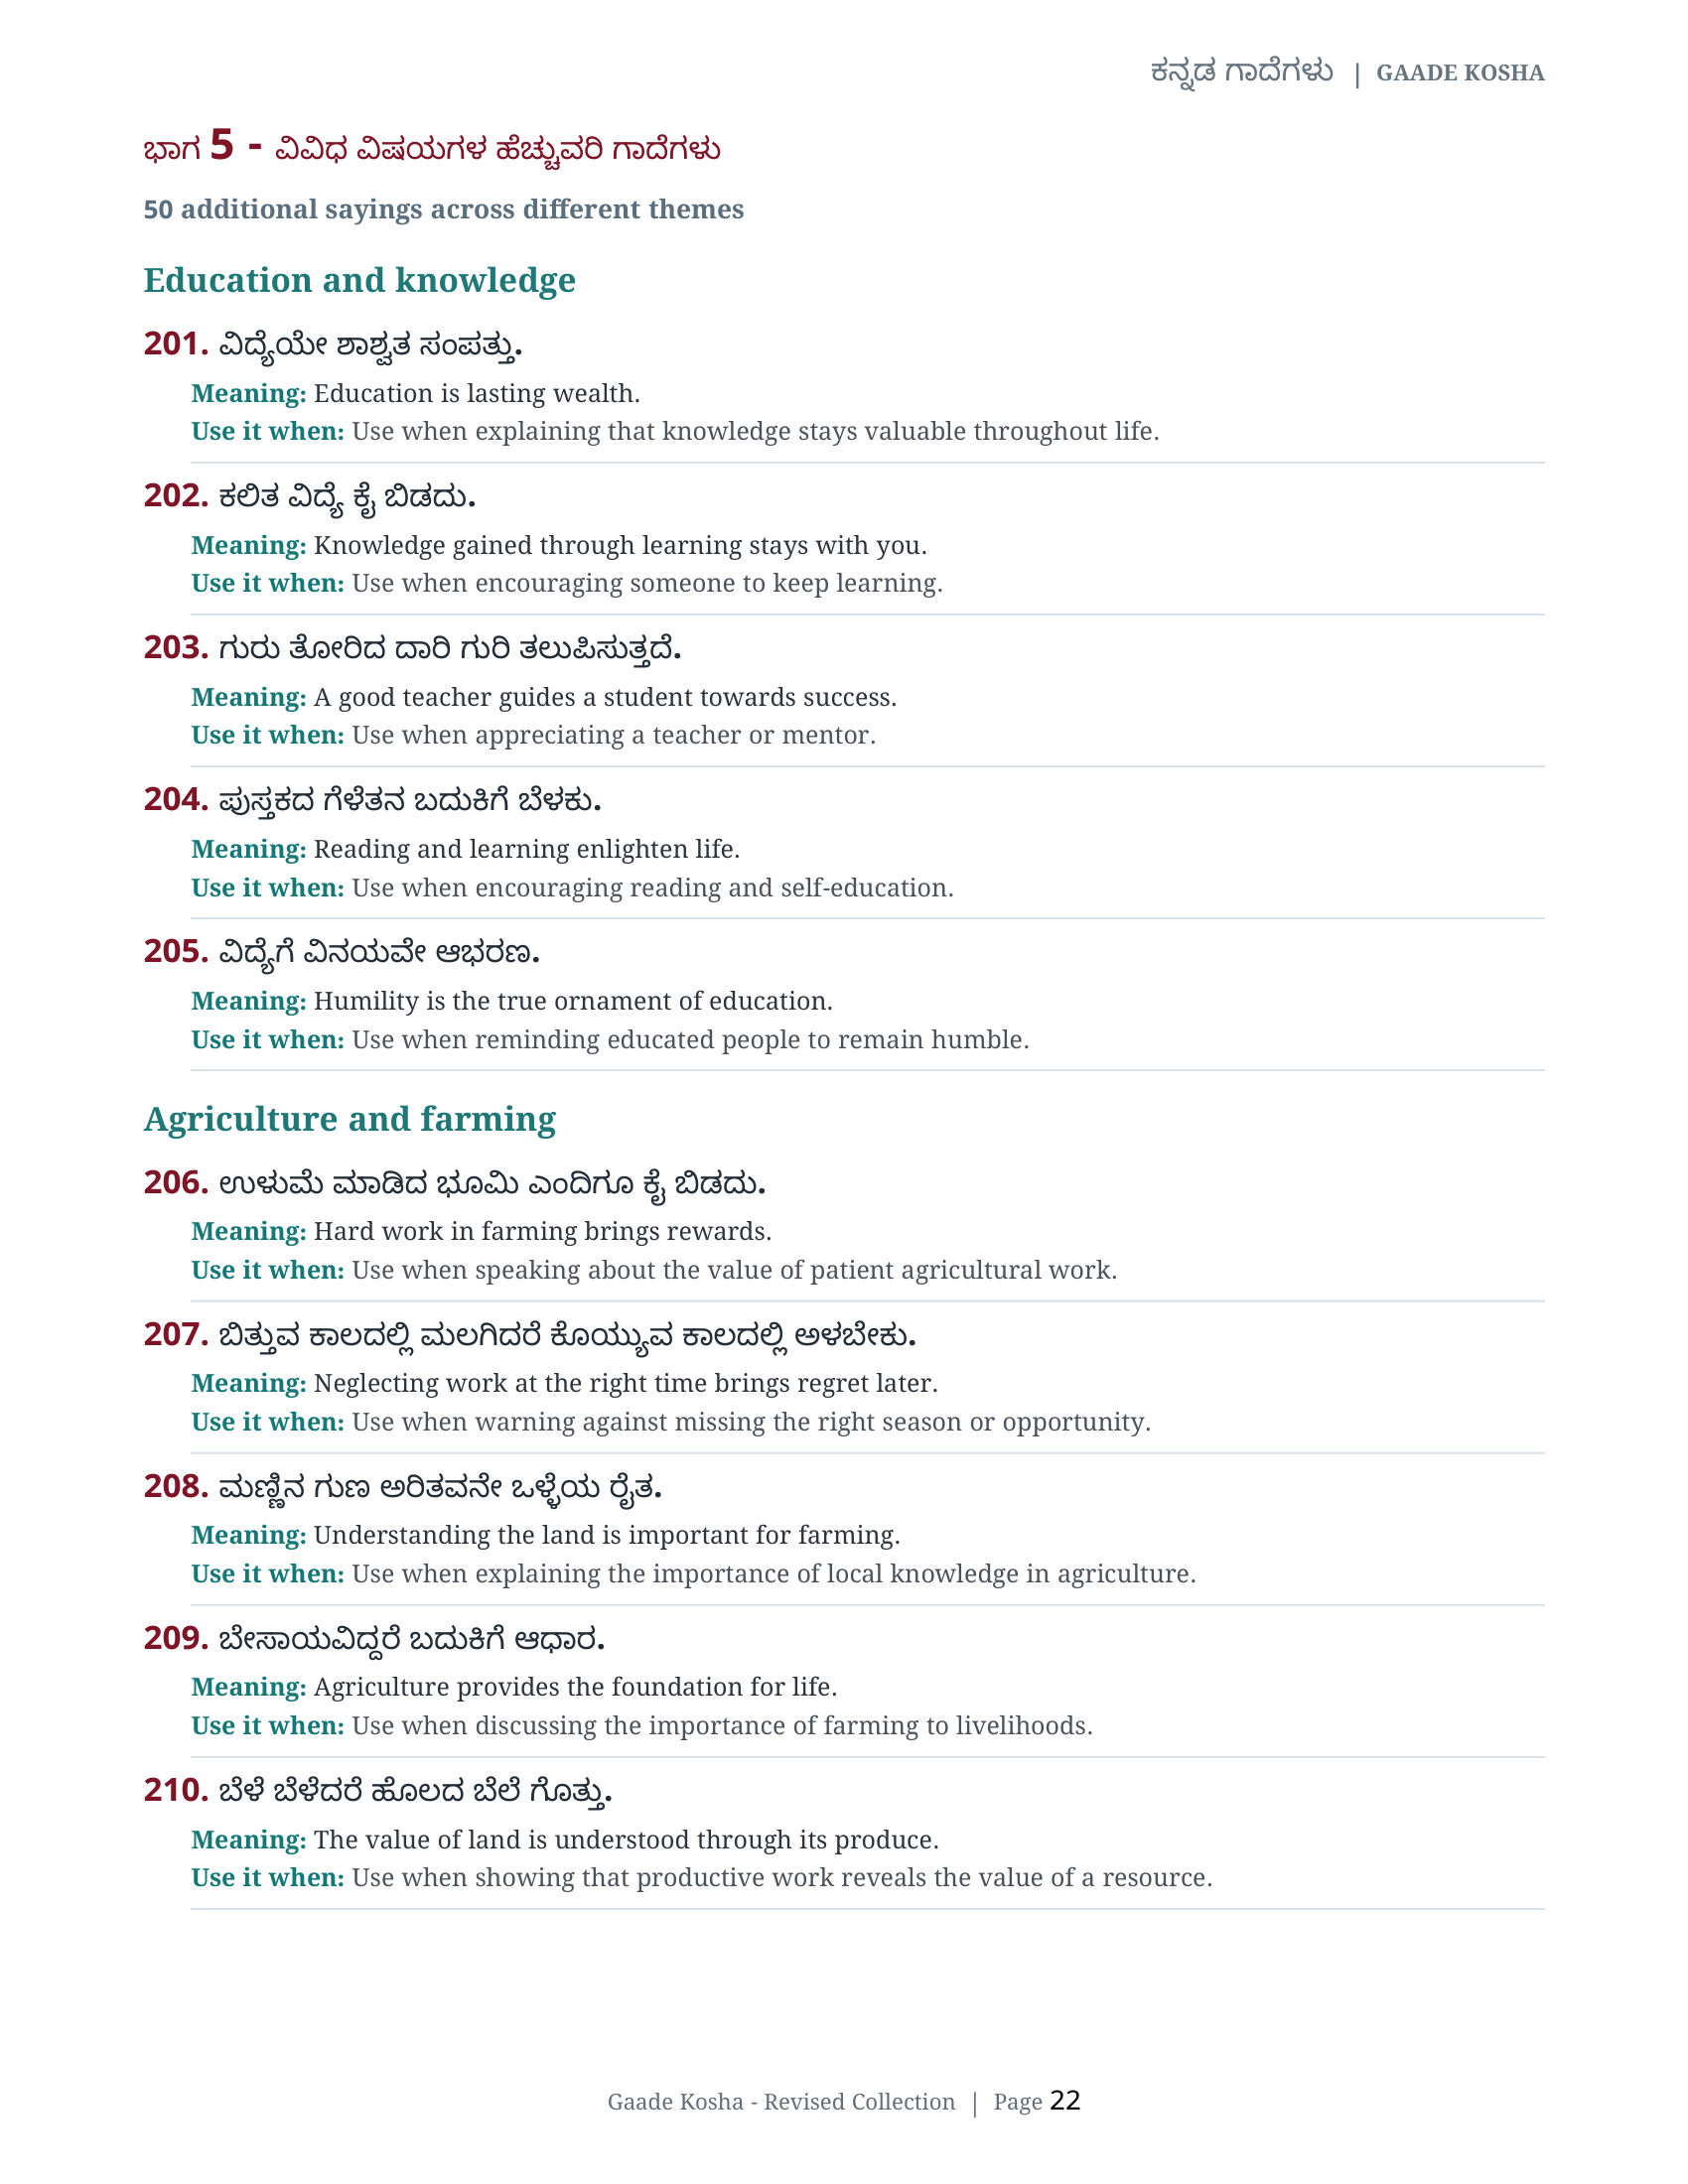 ಕನ್ನಡ ಗಾದೆಗಳು | GAADE KOSHA
ಭಾಗ 5 - ವಿವಿಧ ವಿಷಯಗಳ ಹೆಚ್ಚುವರಿ ಗಾದೆಗಳು
50 additional sayings across different themes
Education and knowledge
201. ವಿದ್ಯೆಯೇ ಶಾಶ್ವತ ಸಂಪತ್ತು.
Meaning: Education is lasting wealth.
Use it when: Use when explaining that knowledge stays valuable throughout life.
202. ಕಲಿತ ವಿದ್ಯೆ ಕೈ ಬಿಡದು.
Meaning: Knowledge gained through learning stays with you.
Use it when: Use when encouraging someone to keep learning.
203. ಗುರು ತೋರಿದ ದಾರಿ ಗುರಿ ತಲುಪಿಸುತ್ತದೆ.
Meaning: A good teacher guides a student towards success.
Use it when: Use when appreciating a teacher or mentor.
204. ಪುಸ್ತಕದ ಗೆಳೆತನ ಬದುಕಿಗೆ ಬೆಳಕು.
Meaning: Reading and learning enlighten life.
Use it when: Use when encouraging reading and self-education.
205. ವಿದ್ಯೆಗೆ ವಿನಯವೇ ಆಭರಣ.
Meaning: Humility is the true ornament of education.
Use it when: Use when reminding educated people to remain humble.
Agriculture and farming
206. ಉಳುಮೆ ಮಾಡಿದ ಭೂಮಿ ಎಂದಿಗೂ ಕೈ ಬಿಡದು.
Meaning: Hard work in farming brings rewards.
Use it when: Use when speaking about the value of patient agricultural work.
207. ಬಿತ್ತುವ ಕಾಲದಲ್ಲಿ ಮಲಗಿದರೆ ಕೊಯ್ಯುವ ಕಾಲದಲ್ಲಿ ಅಳಬೇಕು.
Meaning: Neglecting work at the right time brings regret later.
Use it when: Use when warning against missing the right season or opportunity.
208. ಮಣ್ಣಿನ ಗುಣ ಅರಿತವನೇ ಒಳ್ಳೆಯ ರೈತ.
Meaning: Understanding the land is important for farming.
Use it when: Use when explaining the importance of local knowledge in agriculture.
209. ಬೇಸಾಯವಿದ್ದರೆ ಬದುಕಿಗೆ ಆಧಾರ.
Meaning: Agriculture provides the foundation for life.
Use it when: Use when discussing the importance of farming to livelihoods.
210. ಬೆಳೆ ಬೆಳೆದರೆ ಹೊಲದ ಬೆಲೆ ಗೊತ್ತು.
Meaning: The value of land is understood through its produce.
Use it when: Use when showing that productive work reveals the value of a resource.
Gaade Kosha - Revised Collection | Page 22